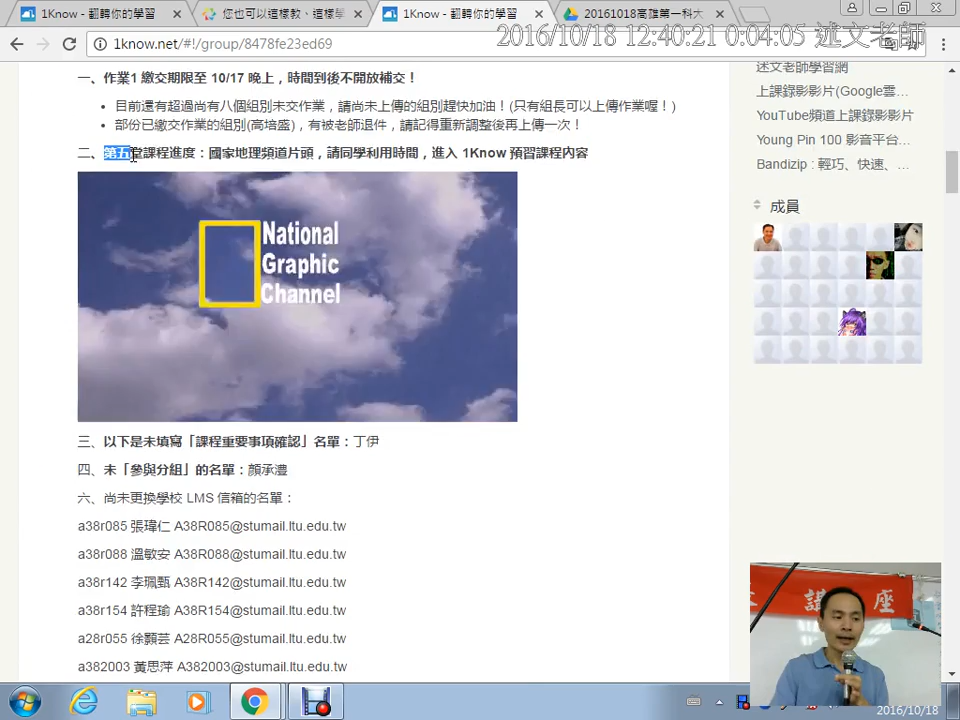 1Know - 翻轉你的學習
您也可以這樣教、這樣學
1Know - 翻轉你的學習
20161018高雄第一科大
1know.net/#!/group/8478fe23ed69
2016/10/18 12:40:21 0:04:05 述文老師
一、作業1 繳交期限至 10/17 晚上，時間到後不開放補交！
目前還有超過尚有八個組別未交作業，請尚未上傳的組別趕快加油！(只有組長可以上傳作業喔！)
部份已繳交作業的組別(高培盛)，有被老師退件，請記得重新調整後再上傳一次！
二、第五堂課程進度：國家地理頻道片頭，請同學利用時間，進入 1Know 預習課程內容
National
Graphic
Channel
三、以下是未填寫「課程重要事項確認」名單：丁伊
四、未「參與分組」的名單：顏承澧
六、尚未更換學校 LMS 信箱的名單：
a38r085 張瑋仁 A38R085@stumail.ltu.edu.tw
a38r088 溫敏安 A38R088@stumail.ltu.edu.tw
a38r142 李珮甄 A38R142@stumail.ltu.edu.tw
a38r154 許程瑜 A38R154@stumail.ltu.edu.tw
a28r055 徐顥芸 A28R055@stumail.ltu.edu.tw
a382003 黃思萍 A382003@stumail.ltu.edu.tw
述文老師學習網
上課錄影影片(Google雲…
YouTube頻道上課錄影影片
Young Pin 100 影音平台…
Bandizip : 輕巧、快速、…
成員
講座
2016/10/18